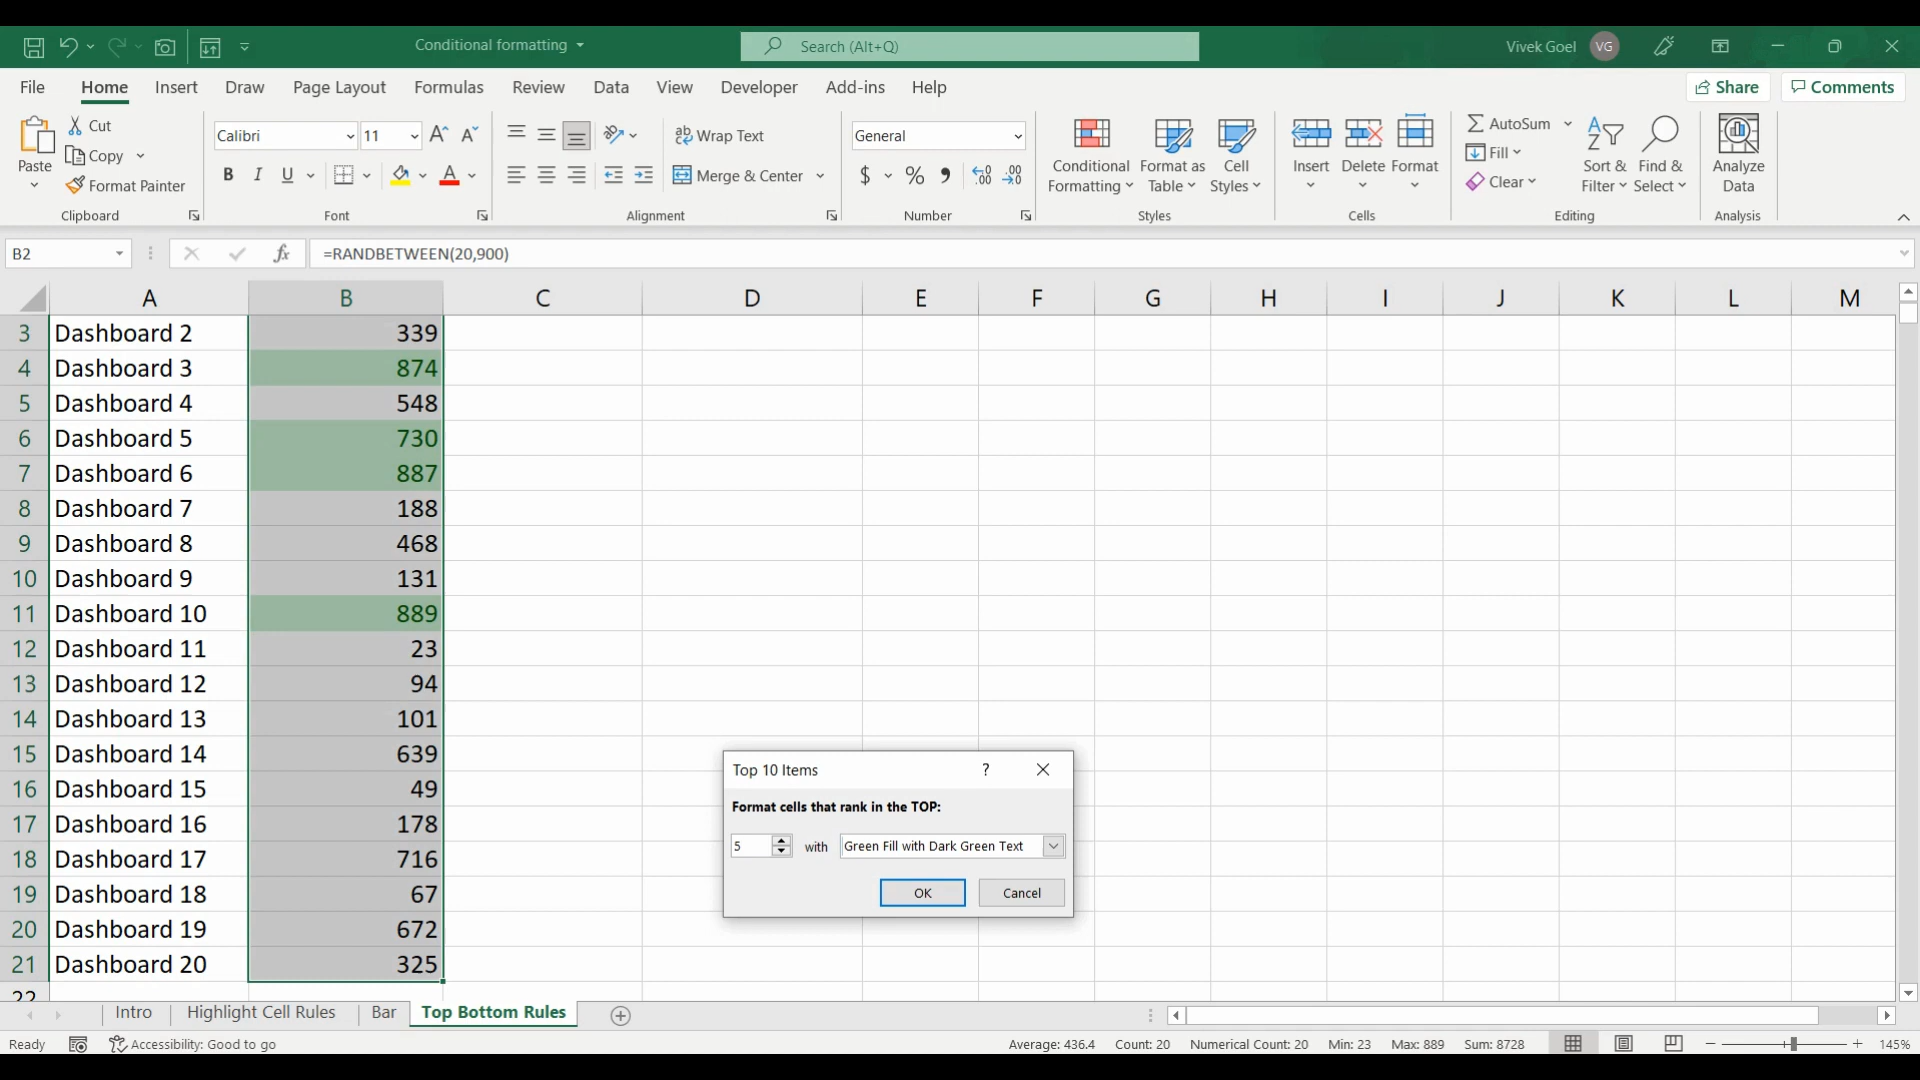 Conditional formatting
Search (Alt+Q)
Vivek Goel VG
File Home Insert Draw Page Layout Formulas Review Data View Developer Add-ins Help Share Comments
Paste
Cut
Copy
Format Painter
Clipboard
Calibri 11
B I U
Font
Wrap Text
Merge & Center
Alignment
General
$ % ,
Number
Conditional Formatting
Format as Table
Cell Styles
Styles
Insert Delete Format
Cells
AutoSum
Fill
Clear
Sort & Filter
Find & Select
Editing
Analyze Data
Analysis
B2 fx =RANDBETWEEN(20,900)
A B C D E F G H I J K L M
3 Dashboard 2 339
4 Dashboard 3 874
5 Dashboard 4 548
6 Dashboard 5 730
7 Dashboard 6 887
8 Dashboard 7 188
9 Dashboard 8 468
10 Dashboard 9 131
11 Dashboard 10 889
12 Dashboard 11 23
13 Dashboard 12 94
14 Dashboard 13 101
15 Dashboard 14 639
16 Dashboard 15 49
17 Dashboard 16 178
18 Dashboard 17 716
19 Dashboard 18 67
20 Dashboard 19 672
21 Dashboard 20 325
22
Top 10 Items ?
Format cells that rank in the TOP:
5 with Green Fill with Dark Green Text
OK Cancel
Intro Highlight Cell Rules Bar Top Bottom Rules
Ready Accessibility: Good to go Average: 436.4 Count: 20 Numerical Count: 20 Min: 23 Max: 889 Sum: 8728 145%